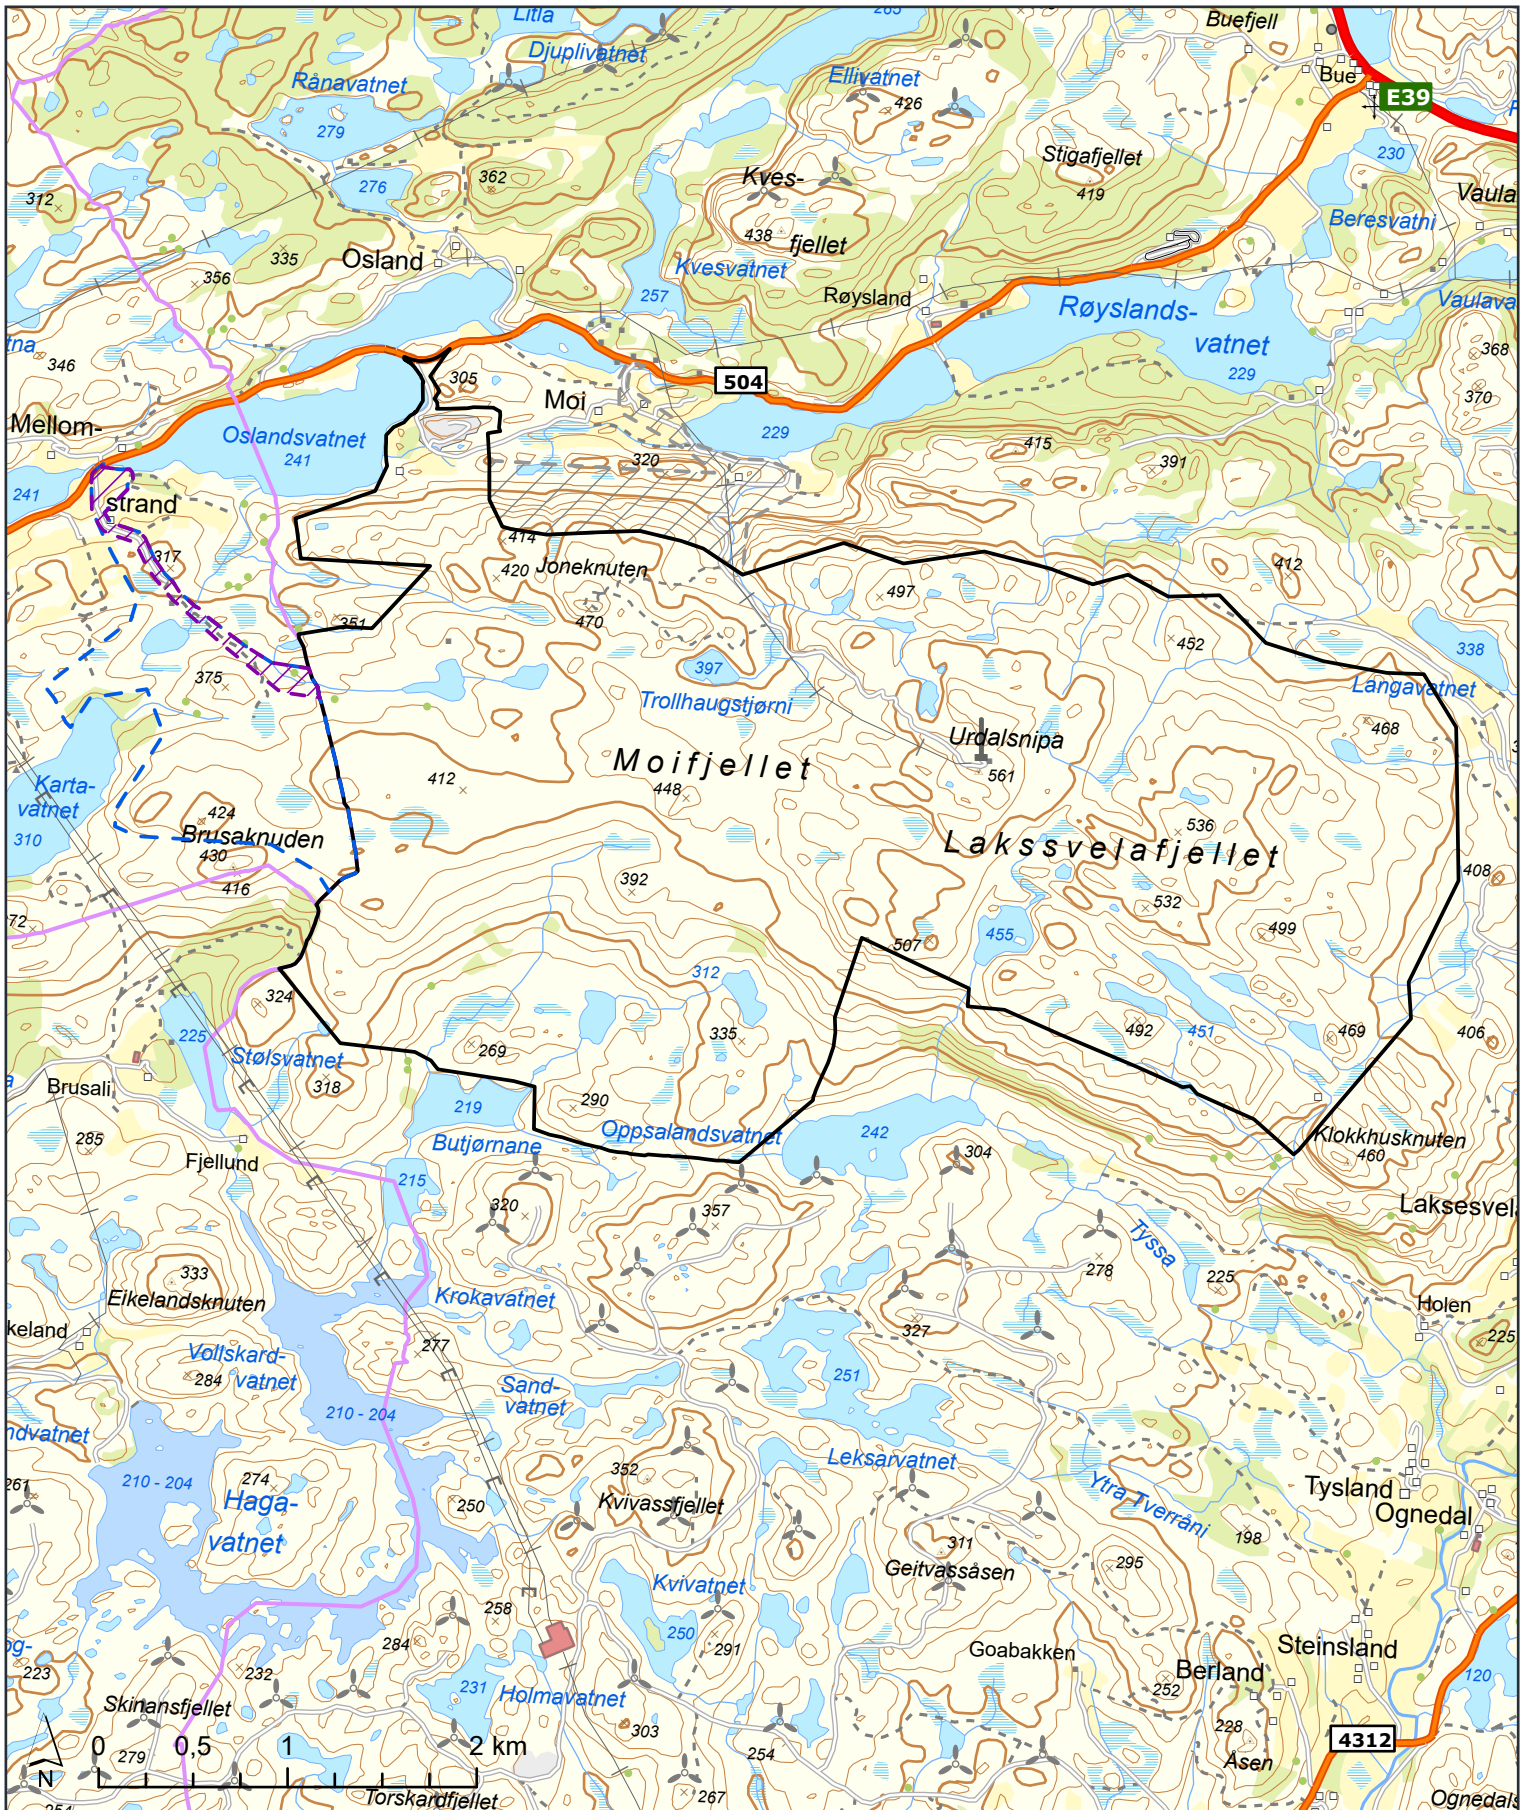 Litla
265
Buefjell
Djuplivatnet
Rånavatnet
Ellivatnet
Bue
E39
426
279
Stigafjellet
230
362
276
Kves-
419
Vaula
312
Beresvatni
438
fjellet
335
Osland
356
Kvesvatnet
257
Røysland
Røyslands-
Vaulava
tna
346
vatnet
368
229
305
504
Moi
370
Mellom-
Oslandsvatnet
241
229
415
391
320
241
strand
414
317
420
Joneknuten
412
497
470
351
452
338
397
375
Langavatnet
Trollhaugstjørni
468
Urdalsnipa
Moifjellet
561
412
Karta-
vatnet
448
424
536
310
Brusaknuden
Lakssvelafjellet
430
408
416
392
532
372
499
455
507
312
324
492
451
469
335
406
225
Stølsvatnet
269
Brusali
318
219
290
242
Oppsalandsvatnet
285
Butjørnane
Klokkhusknuten
460
304
Fjellund
215
320
357
Laksesvel
Tyssa
333
278
225
Eikelandsknuten
Krokavatnet
Holen
keland
327
277
225
Vollskard-
vatnet
284
251
Sand-
vatnet
210 - 204
ndvatnet
Leksarvatnet
261
210 - 204
274
352
Ytra Tverråni
Tysland
Haga-
vatnet
250
Kvivassfjellet
Ognedal
198
311
295
Geitvassåsen
Kvivatnet
258
250
284
291
Goabakken
Steinsland
og-
223
232
Berland
120
231
Holmavatnet
252
Skinansfjellet
303
228
4312
0
0,5
1
2 km
279
254
Åsen
N
267
Torskardfjellet
Ognedals
254